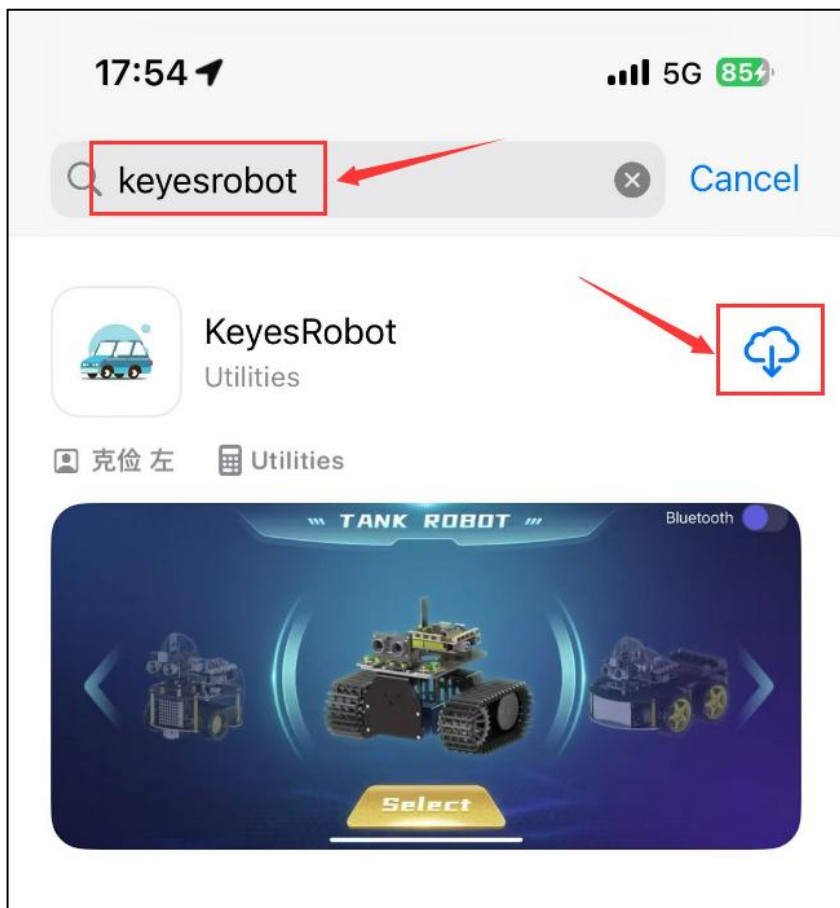 17:54 5G 85
keyesrobot Cancel
KeyesRobot
Utilities
克俭 左 Utilities
TANK ROBOT Bluetooth
Select